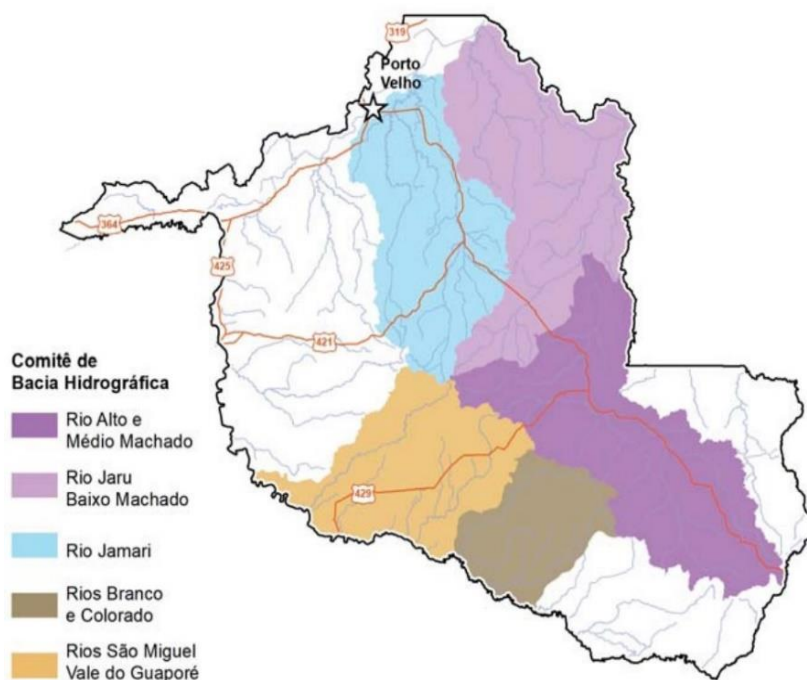 319
Porto
Velho
364
425
421
429
Comitê de
Bacia Hidrográfica
Rio Alto e
Médio Machado
Rio Jaru
Baixo Machado
Rio Jamari
Rios Branco
e Colorado
Rios São Miguel
Vale do Guaporé